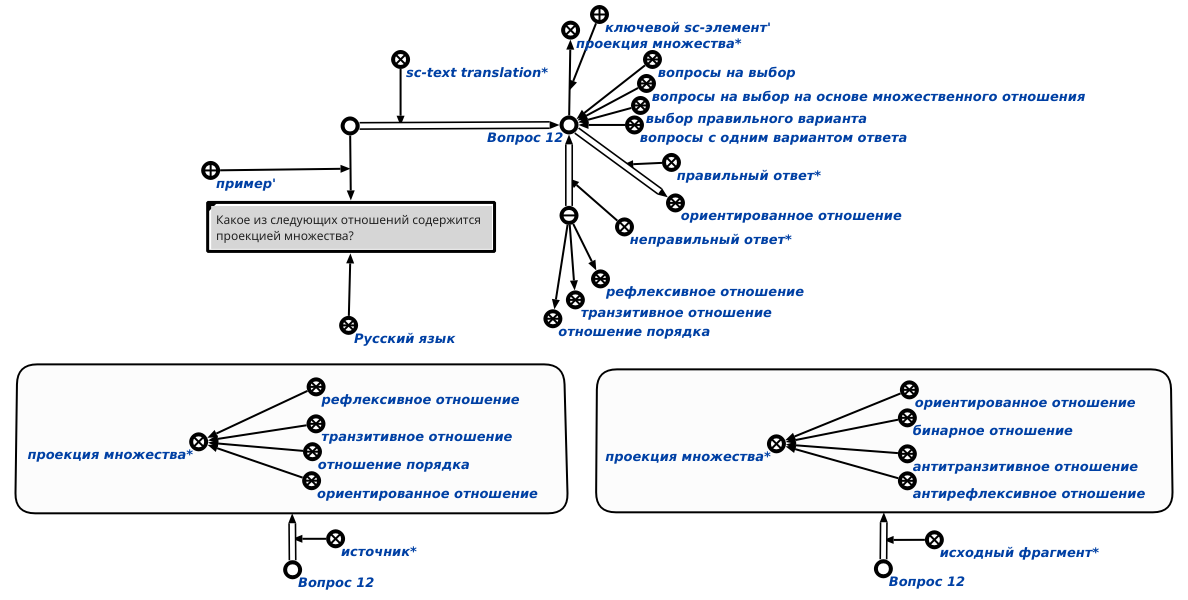 ключевой sc-элемент'
проекция множества*
sc-text translation*
вопросы на выбор
вопросы на выбор на основе множественного отношения
выбор правильного варианта
Вопрос 12
вопросы с одним вариантом ответа
правильный ответ*
пример'
ориентированное отношение
Какое из следующих отношений содержится
проекцией множества?
неправильный ответ*
рефлексивное отношение
транзитивное отношение
отношение порядка
Русский язык
рефлексивное отношение
транзитивное отношение
проекция множества*
отношение порядка
ориентированное отношение
источник*
Вопрос 12
ориентированное отношение
бинарное отношение
проекция множества*
антитранзитивное отношение
антирефлексивное отношение
исходный фрагмент*
Вопрос 12